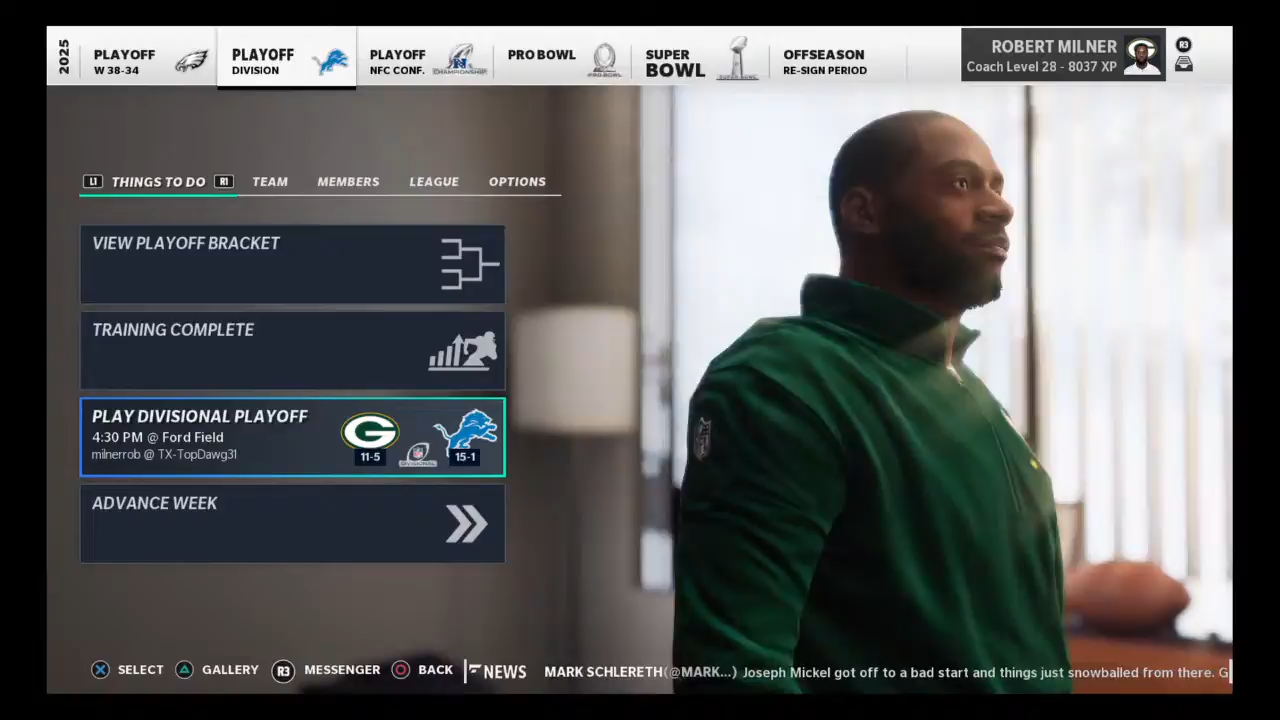 2025
PLAYOFF
W 38-34
PLAYOFF
DIVISION
PLAYOFF
NFC CONF.
CHAMPIONSHIP
PRO BOWL
PRO BOWL
SUPER
BOWL
OFFSEASON
RE-SIGN PERIOD
ROBERT MILNER
Coach Level 28 - 8037 XP
R3
L1 THINGS TO DO R1 TEAM MEMBERS LEAGUE OPTIONS
VIEW PLAYOFF BRACKET
TRAINING COMPLETE
PLAY DIVISIONAL PLAYOFF
4:30 PM @ Ford Field
milnerrob @ TX-TopDawg31
G
11-5
DIVISIONAL
15-1
ADVANCE WEEK
SELECT GALLERY R3 MESSENGER BACK NEWS MARK SCHLERETH(@MARK...) Joseph Mickel got off to a bad start and things just snowballed from there. G